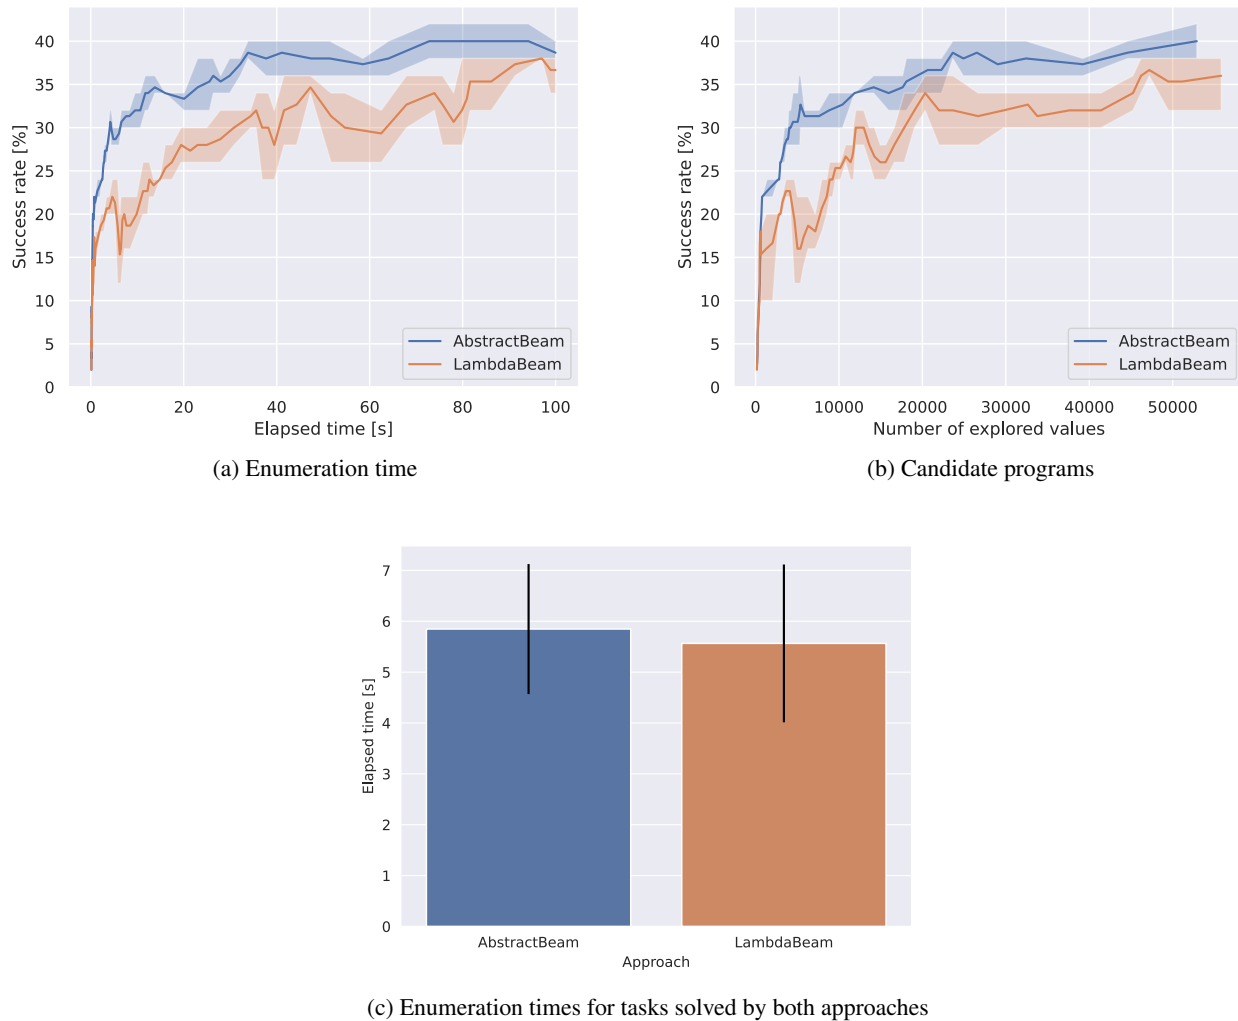 40
35
30
25
20
15
10
5
0
Success rate [%]
AbstractBeam
LambdaBeam
0 20 40 60 80 100
Elapsed time [s]
(a) Enumeration time
40
35
30
25
20
15
10
5
0
Success rate [%]
AbstractBeam
LambdaBeam
0 10000 20000 30000 40000 50000
Number of explored values
(b) Candidate programs
7
6
5
4
3
2
1
0
Elapsed time [s]
AbstractBeam LambdaBeam
Approach
(c) Enumeration times for tasks solved by both approaches